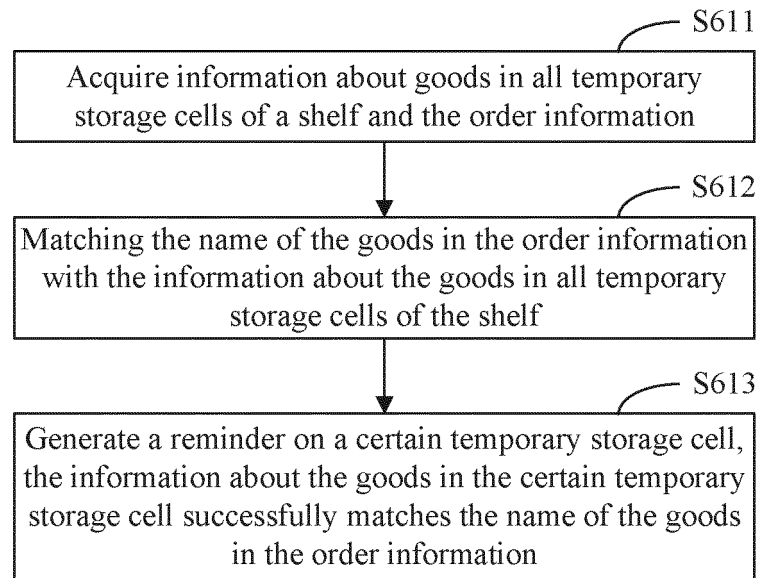 S611
Acquire information about goods in all temporary
storage cells of a shelf and the order information
S612
Matching the name of the goods in the order information
with the information about the goods in all temporary
storage cells of the shelf
S613
Generate a reminder on a certain temporary storage cell,
the information about the goods in the certain temporary
storage cell successfully matches the name of the goods
in the order information